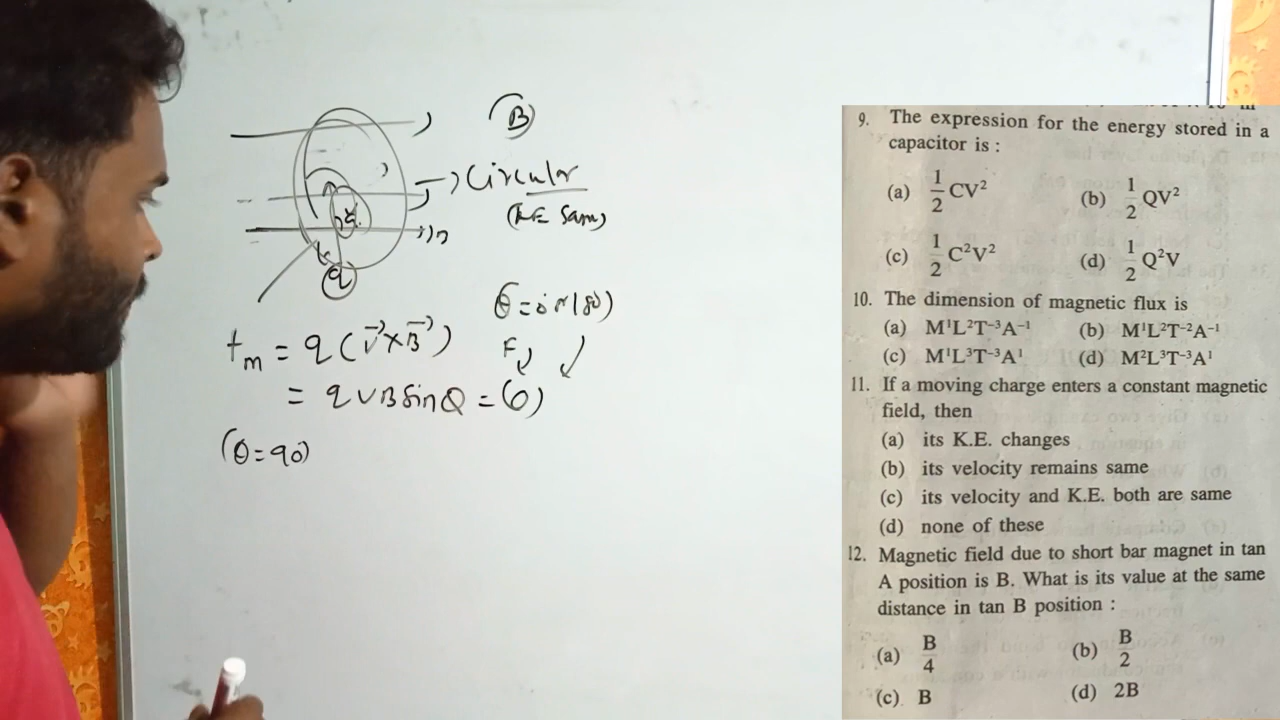 B
→ Circular
(KE Same)
q
θ = 0 or 180
Fm = q(V⃗×B⃗)
F
= qVBSinθ = (0)
(θ=90)
9. The expression for the energy stored in a capacitor is :
(a) 1/2 CV² (b) 1/2 QV²
(c) 1/2 C²V² (d) 1/2 Q²V
10. The dimension of magnetic flux is
(a) M¹L²T⁻³A⁻¹ (b) M¹L²T⁻²A⁻¹
(c) M¹L³T⁻³A¹ (d) M²L³T⁻³A¹
11. If a moving charge enters a constant magnetic
field, then
(a) its K.E. changes
(b) its velocity remains same
(c) its velocity and K.E. both are same
(d) none of these
12. Magnetic field due to short bar magnet in tan
A position is B. What is its value at the same
distance in tan B position :
(a) B/4 (b) B/2
(c) B (d) 2B